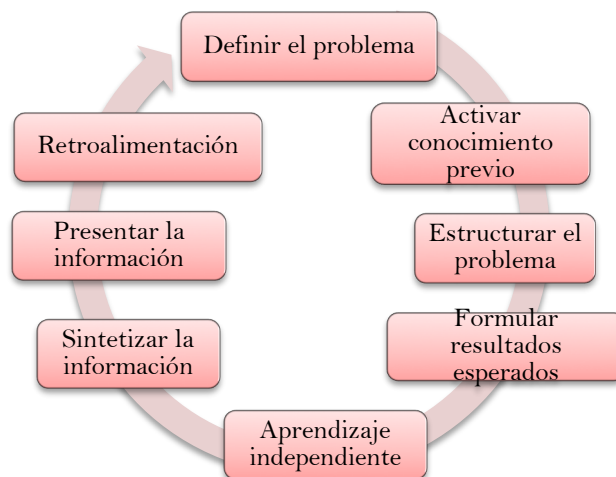 Definir el problema
Activar
conocimiento
previo
Estructurar el
problema
Formular
resultados
esperados
Aprendizaje
independiente
Sintetizar la
información
Presentar la
información
Retroalimentación